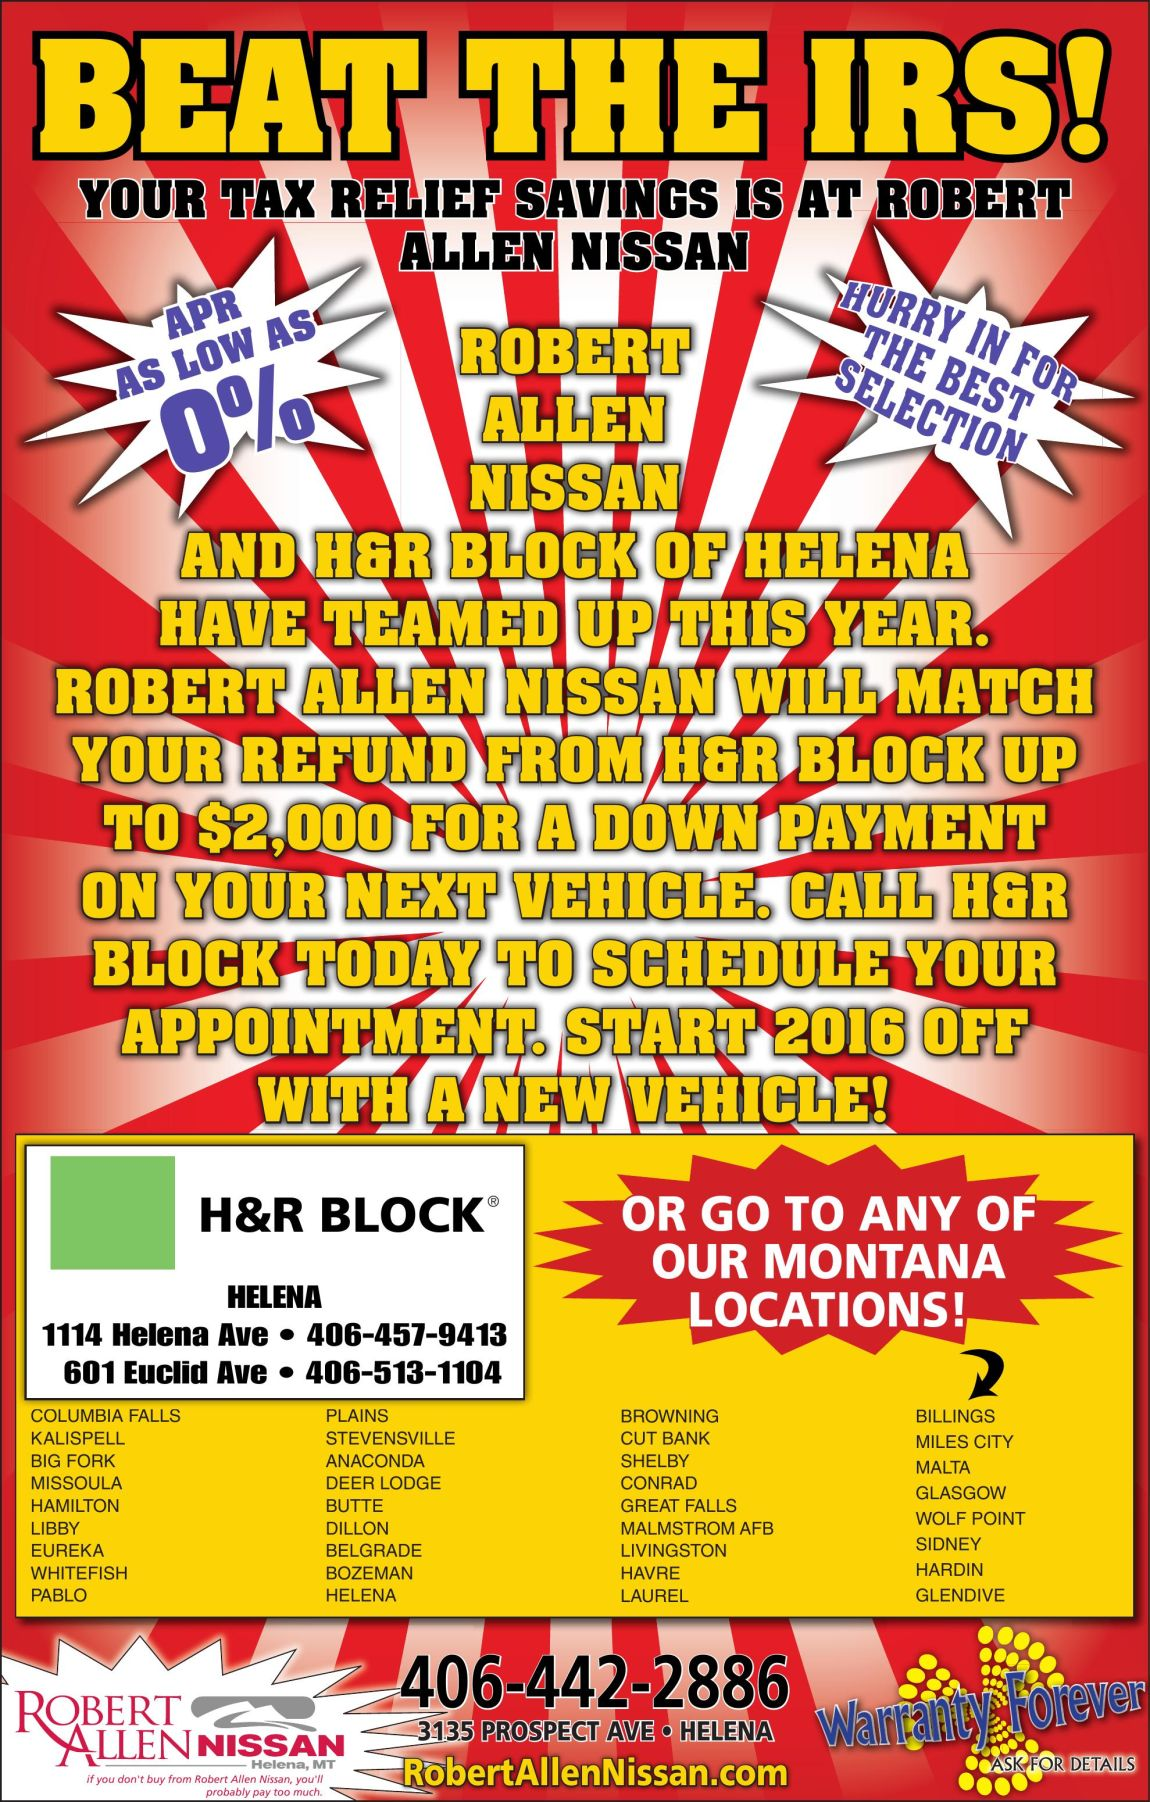 BEAT THE IRS!
YOUR TAX RELIEF SAVINGS IS AT ROBERT
ALLEN NISSAN
APR
AS LOW AS
0%
HURRY IN FOR
THE BEST
SELECTION
ROBERT
ALLEN
NISSAN
AND H&R BLOCK OF HELENA
HAVE TEAMED UP THIS YEAR.
ROBERT ALLEN NISSAN WILL MATCH
YOUR REFUND FROM H&R BLOCK UP
TO $2,000 FOR A DOWN PAYMENT
ON YOUR NEXT VEHICLE. CALL H&R
BLOCK TODAY TO SCHEDULE YOUR
APPOINTMENT. START 2016 OFF
WITH A NEW VEHICLE!
H&R BLOCK®
HELENA
1114 Helena Ave • 406-457-9413
601 Euclid Ave • 406-513-1104
OR GO TO ANY OF
OUR MONTANA
LOCATIONS!
COLUMBIA FALLS
KALISPELL
BIG FORK
MISSOULA
HAMILTON
LIBBY
EUREKA
WHITEFISH
PABLO
PLAINS
STEVENSVILLE
ANACONDA
DEER LODGE
BUTTE
DILLON
BELGRADE
BOZEMAN
HELENA
BROWNING
CUT BANK
SHELBY
CONRAD
GREAT FALLS
MALMSTROM AFB
LIVINGSTON
HAVRE
LAUREL
BILLINGS
MILES CITY
MALTA
GLASGOW
WOLF POINT
SIDNEY
HARDIN
GLENDIVE
ROBERT
ALLEN NISSAN
Helena, MT
if you don't buy from Robert Allen Nissan, you'll
probably pay too much.
406-442-2886
3135 PROSPECT AVE • HELENA
RobertAllenNissan.com
Warranty Forever
ASK FOR DETAILS